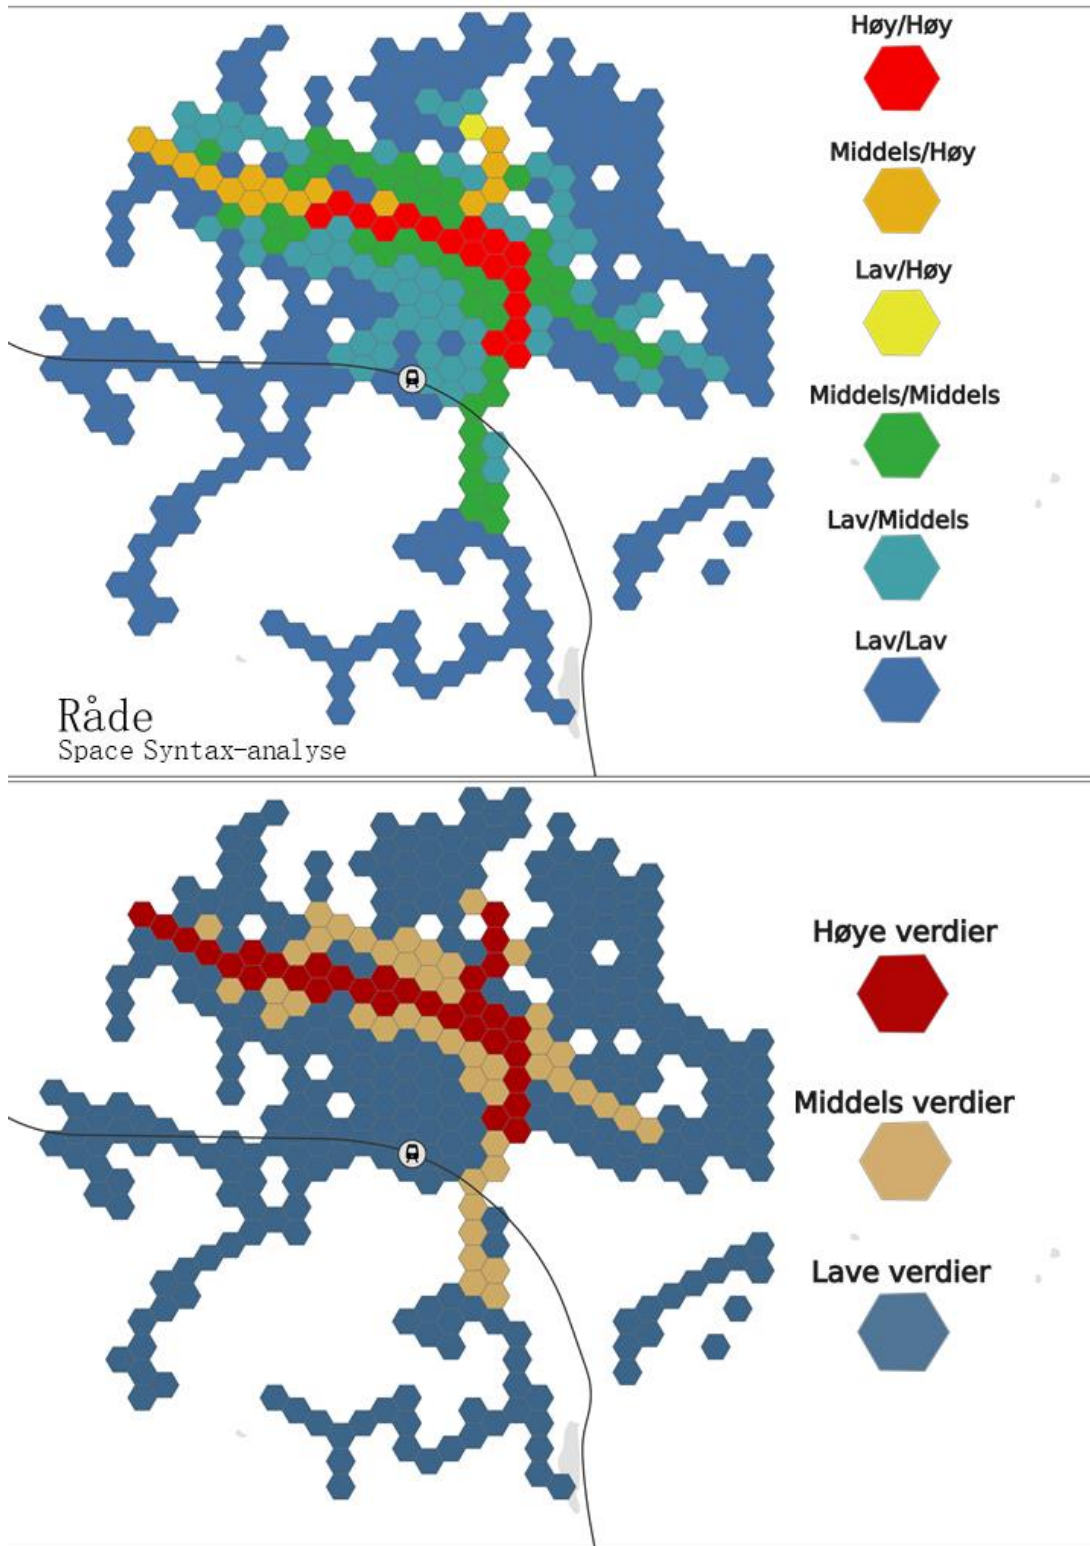 Høy/Høy
Middels/Høy
Lav/Høy
Middels/Middels
Lav/Middels
Lav/Lav
Råde
Space Syntax-analyse
Høye verdier
Middels verdier
Lave verdier